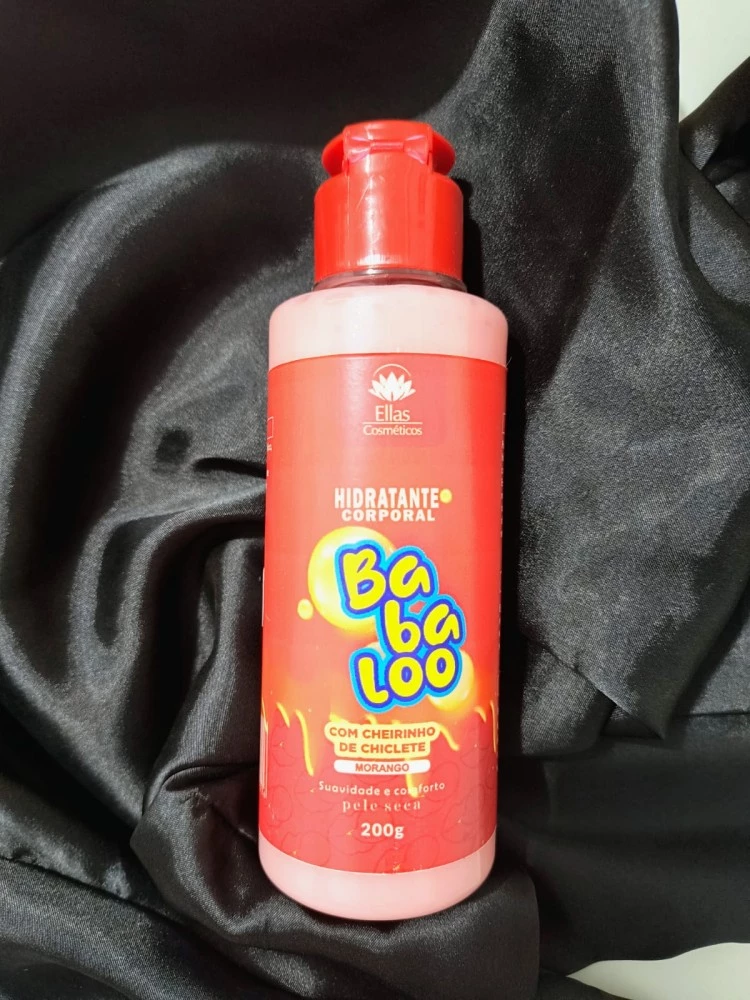 Ellas
Cosméticos
HIDRATANTE
CORPORAL
Ba
ba
Loo
COM CHEIRINHO
DE CHICLETE
MORANGO
Suavidade e conforto
pele seca
200g